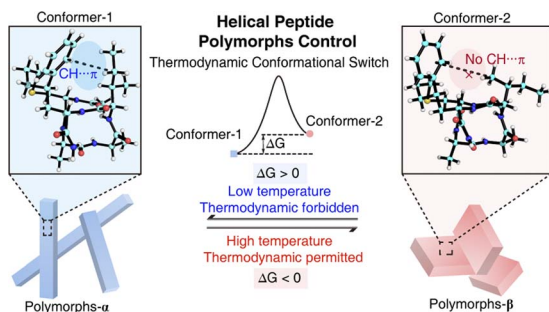 Conformer-1
CH···π
Polymorphs-α
Helical Peptide
Polymorphs Control
Thermodynamic Conformational Switch
Conformer-2
Conformer-1
ΔG
ΔG > 0
Low temperature
Thermodynamic forbidden
High temperature
Thermodynamic permitted
ΔG < 0
Conformer-2
No CH···π
×
Polymorphs-β